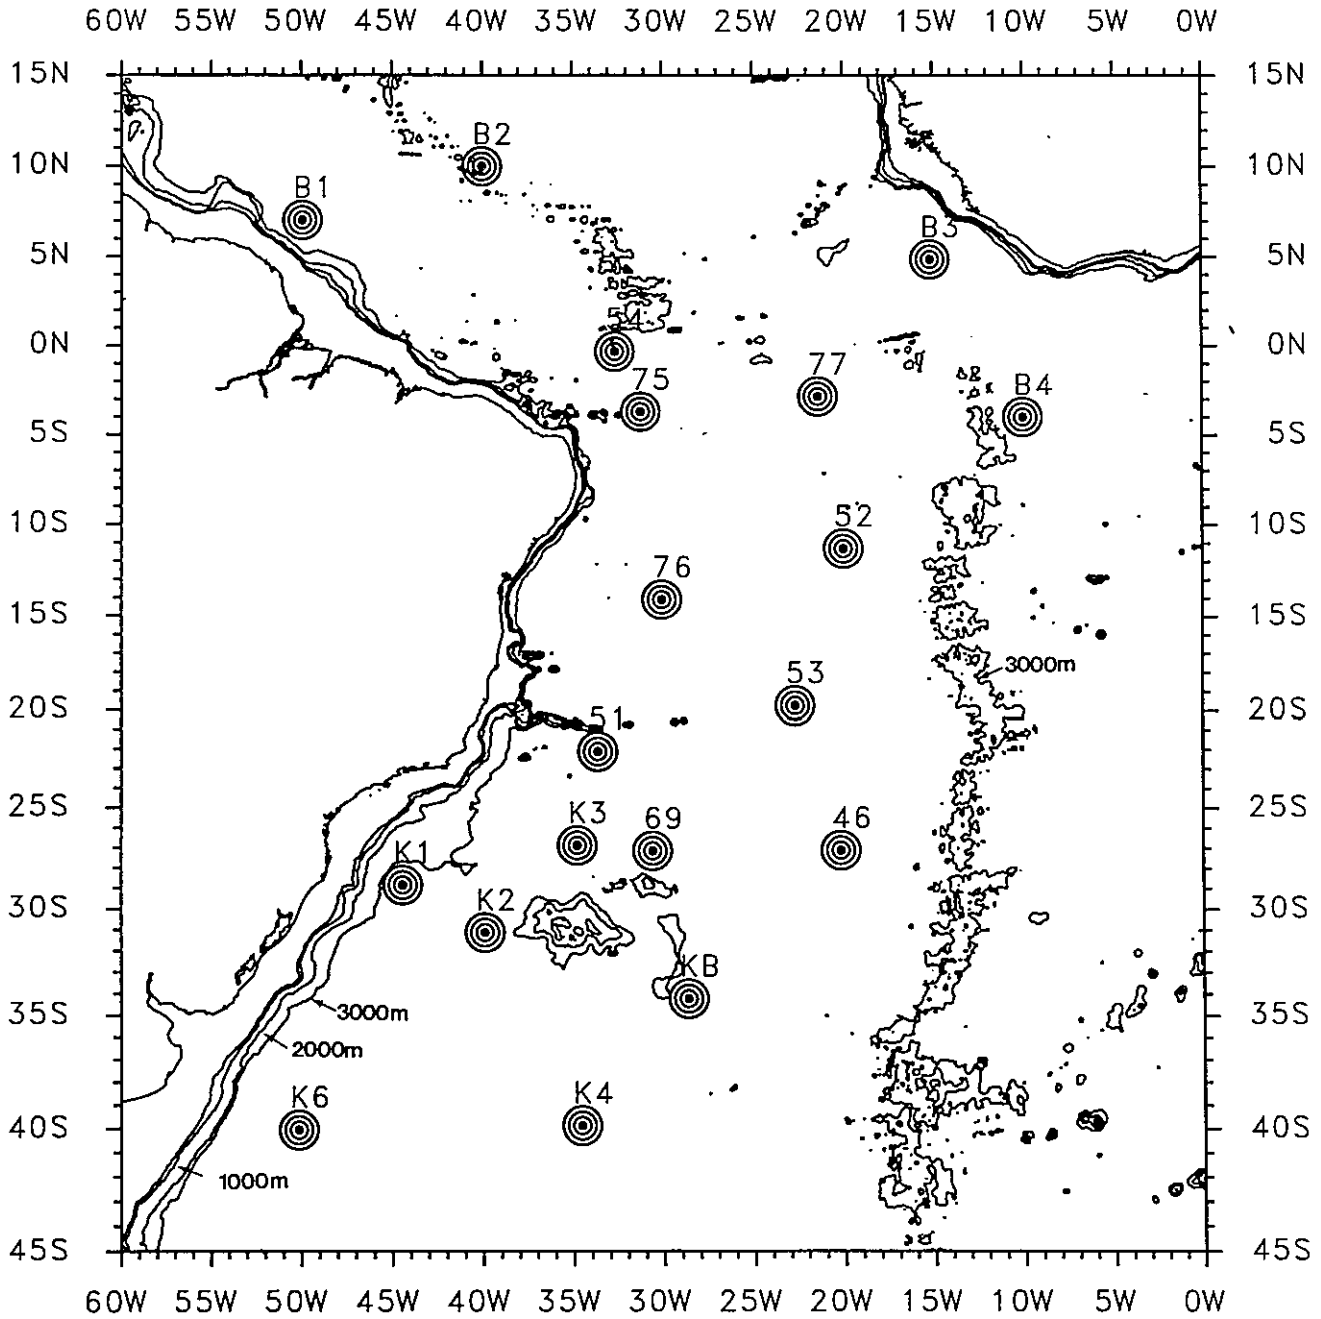 60W 55W 50W 45W 40W 35W 30W 25W 20W 15W 10W 5W 0W
15N 15N
B2
10N 10N
B1
B3
5N 5N
54
0N 0N
75 77 B4
5S 5S
52
10S 10S
76
15S 15S
3000m
53
20S 20S
51
25S 25S
K3 69 46
K1
30S K2 30S
KB
3000m
35S 35S
2000m
K6 K4
40S 40S
1000m
45S 45S
60W 55W 50W 45W 40W 35W 30W 25W 20W 15W 10W 5W 0W